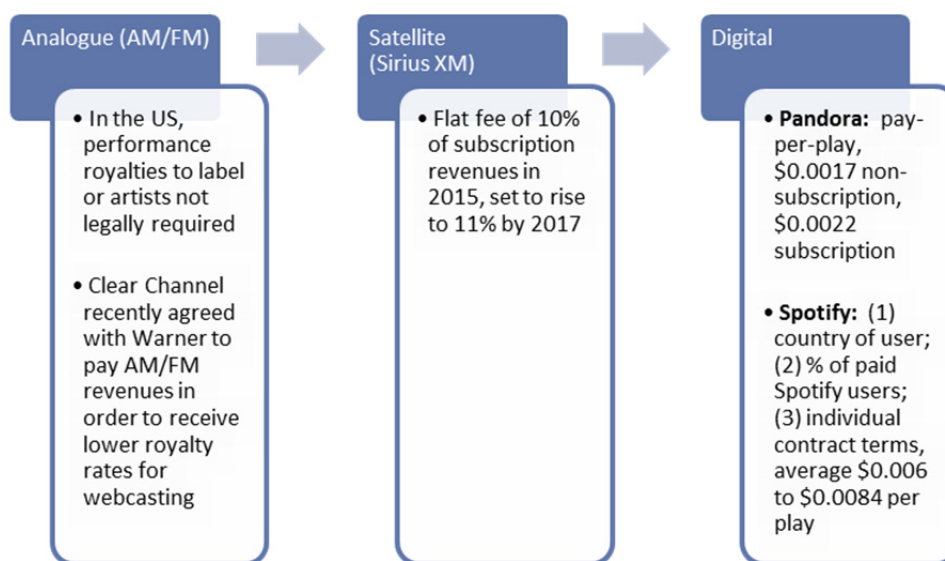 Analogue (AM/FM)
• In the US,
performance
royalties to label
or artists not
legally required
• Clear Channel
recently agreed
with Warner to
pay AM/FM
revenues in
order to receive
lower royalty
rates for
webcasting
Satellite
(Sirius XM)
• Flat fee of 10%
of subscription
revenues in
2015, set to rise
to 11% by 2017
Digital
• Pandora: pay-
per-play,
$0.0017 non-
subscription,
$0.0022
subscription
• Spotify: (1)
country of user;
(2) % of paid
Spotify users;
(3) individual
contract terms,
average $0.006
to $0.0084 per
play